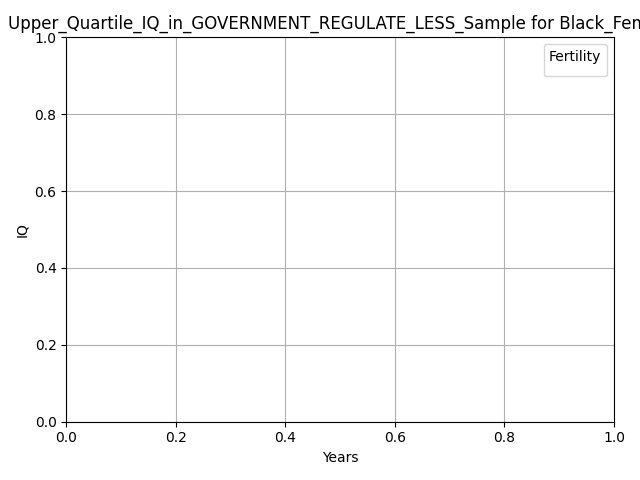 Upper_Quartile_IQ_in_GOVERNMENT_REGULATE_LESS_Sample for Black_Fem
Fertility
1.0
0.8
0.6
0.4
0.2
0.0
IQ
0.0 0.2 0.4 0.6 0.8 1.0
Years